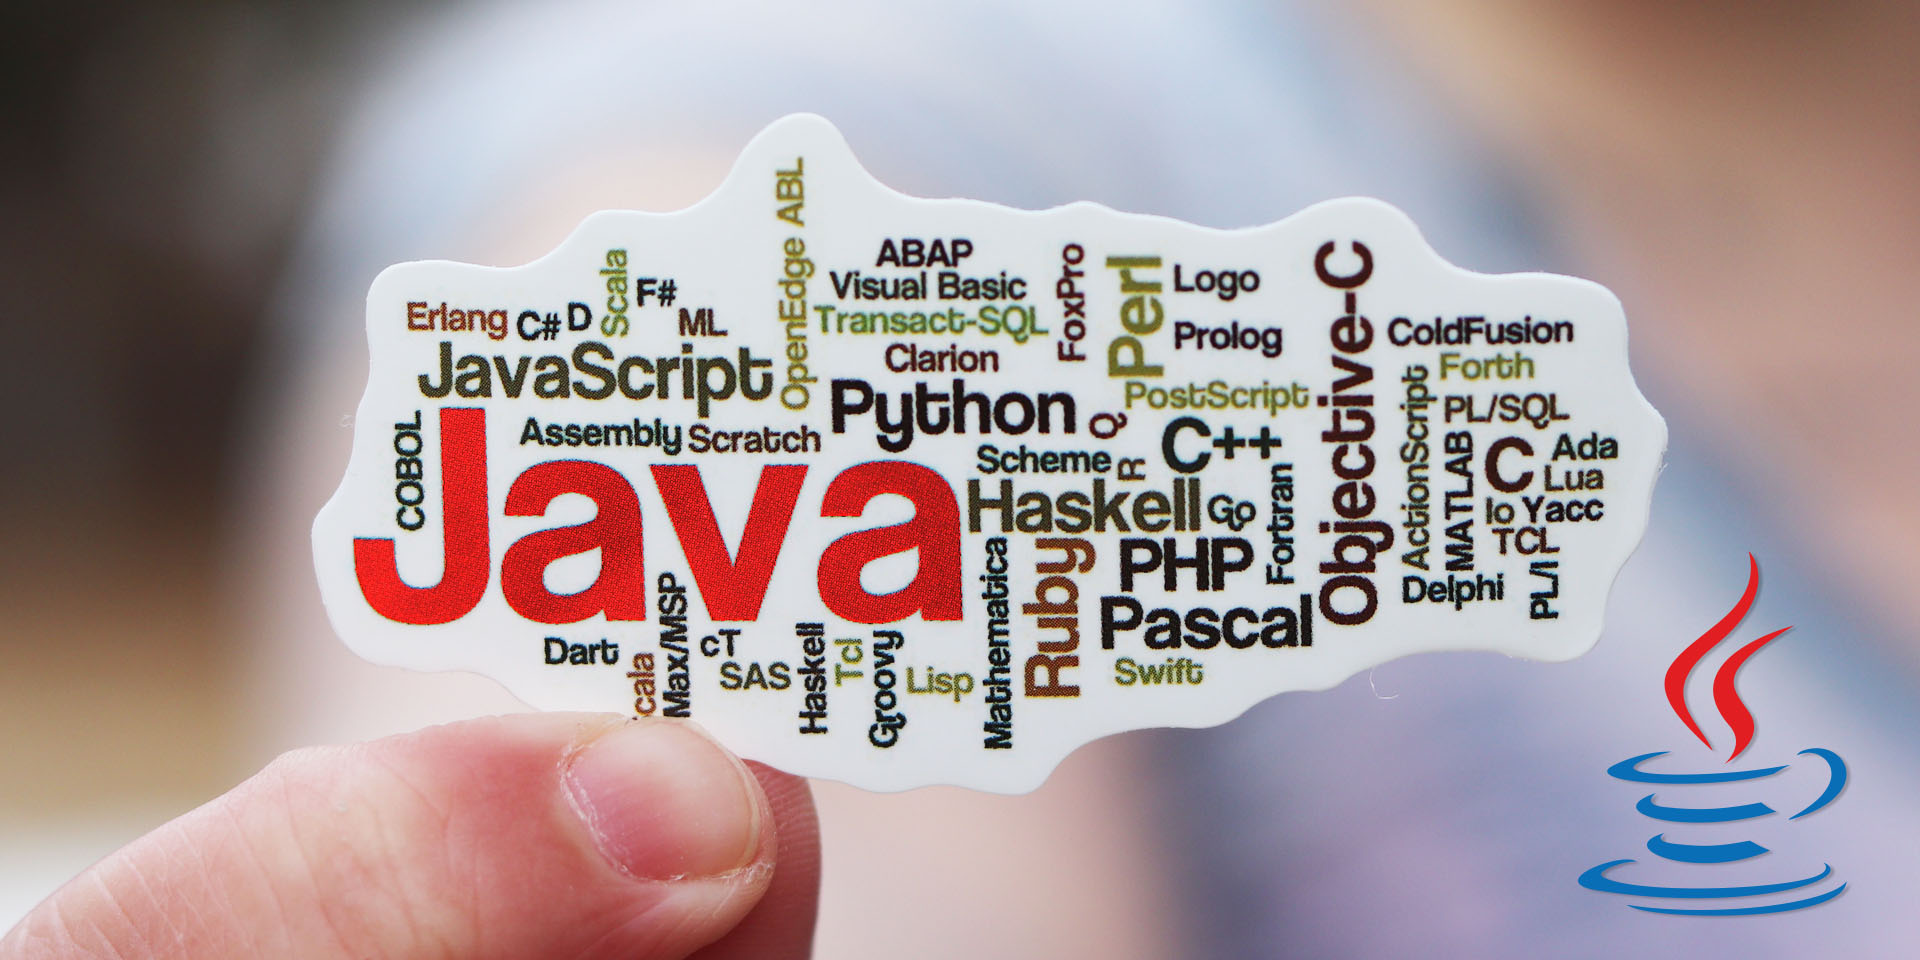 OpenEdge ABL
ABAP
Visual Basic
Transact-SQL
Clarion
FoxPro
Perl
Logo
Prolog
PostScript
Objective-C
ColdFusion
Forth
PL/SQL
ActionScript
MATLAB
C
Ada
Lua
Io Yacc
TCL
PL/I
Delphi
Erlang
C#
D
Scala
F#
ML
JavaScript
COBOL
Assembly
Scratch
Python
Q
C++
Scheme
R
Java
Haskell
Go
Fortran
Ruby
PHP
Pascal
Swift
Mathematica
Dart
cala
Max/MSP
cT
SAS
Haskell
Tcl
Groovy
Lisp